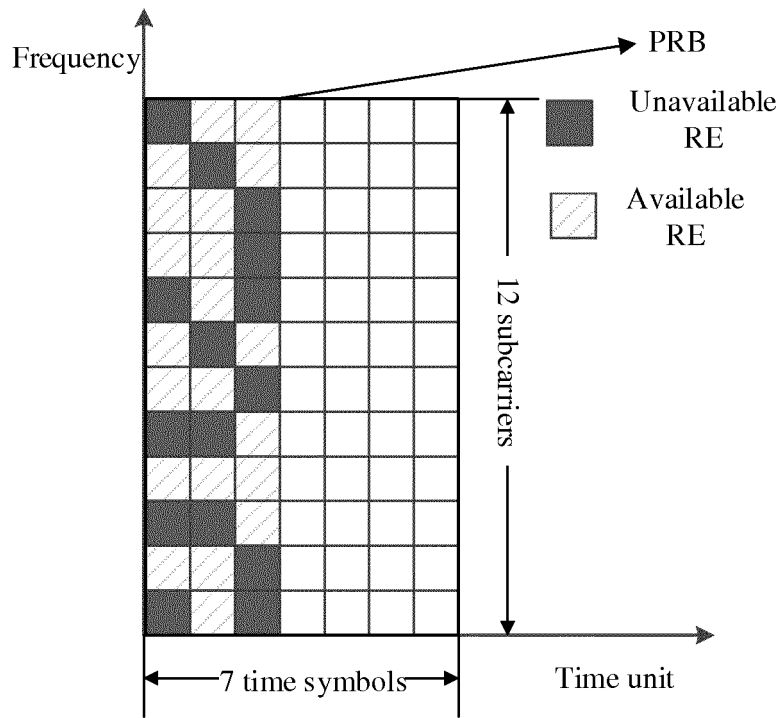 PRB
Frequency
Unavailable
RE
Available
RE
12 subcarriers
7 time symbols
Time unit